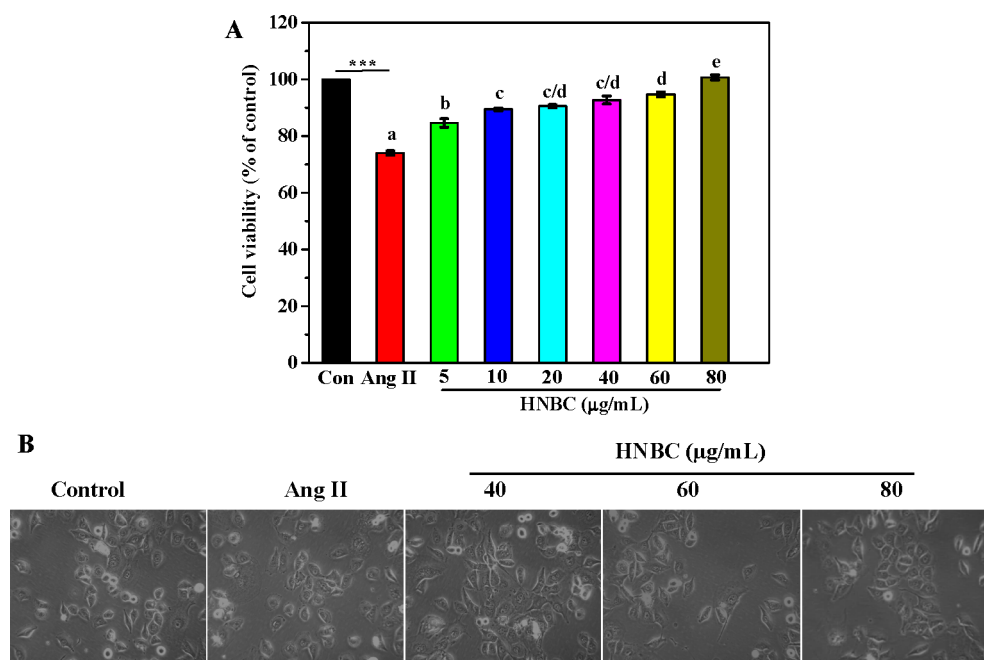 A
Cell viability (% of control)
120
100
80
60
40
20
0
***
a
b
c
c/d
c/d
d
e
Con Ang II 5 10 20 40 60 80
HNBC (μg/mL)
B
HNBC (μg/mL)
Control Ang II 40 60 80